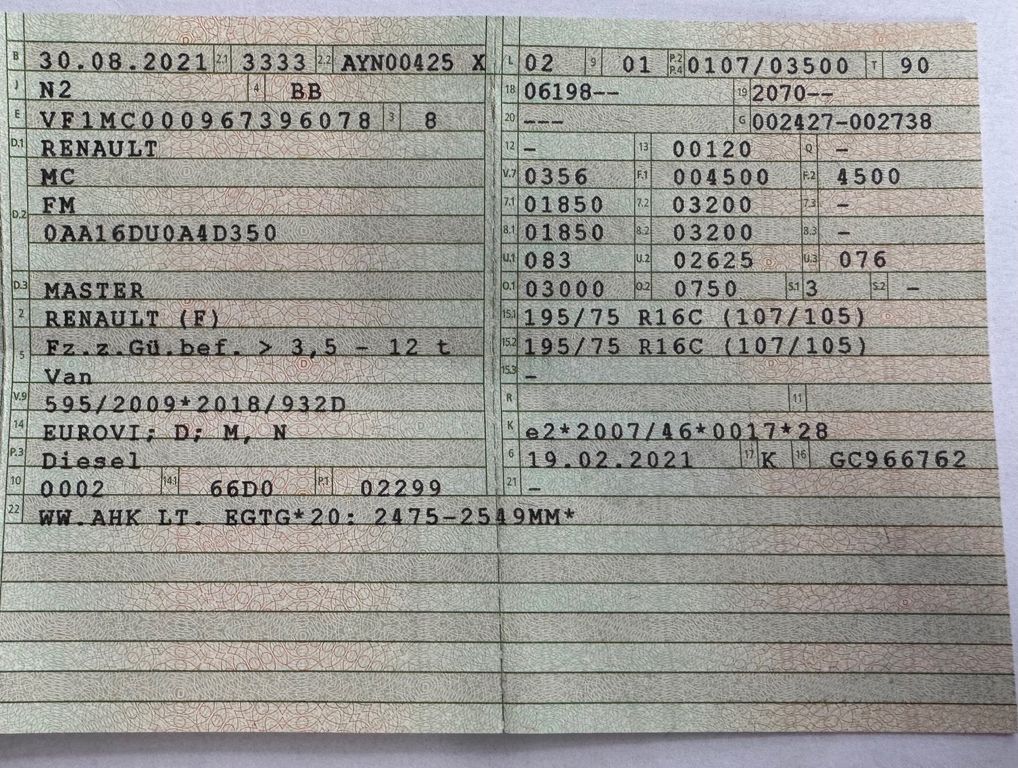 B 30.08.2021 2.1 3333 2.2 AYN00425 X
J N2 4 BB
E VF1MC000967396078 3 8
D.1 RENAULT
MC
D.2 FM
0AA16DU0A4D350
D.3 MASTER
2 RENAULT (F)
5 Fz.z.Gü.bef. > 3,5 - 12 t
Van
V.9 595/2009*2018/932D
14 EUROVI; D; M, N
P.3 Diesel
10 0002 14.1 66D0 P.1 02299
22 WW.AHK LT. EGTG*20: 2475-2549MM*
L 02 9 01 P.2 P.4 0107/03500 T 90
18 06198-- 19 2070--
20 --- G 002427-002738
12 - 13 00120 Q -
V.7 0356 F.1 004500 F.2 4500
7.1 01850 7.2 03200 7.3 -
8.1 01850 8.2 03200 8.3 -
U.1 083 U.2 02625 U.3 076
O.1 03000 O.2 0750 S.1 3 S.2 -
15.1 195/75 R16C (107/105)
15.2 195/75 R16C (107/105)
15.3 -
R 11
K e2*2007/46*0017*28
6 19.02.2021 17 K 16 GC966762
21 -